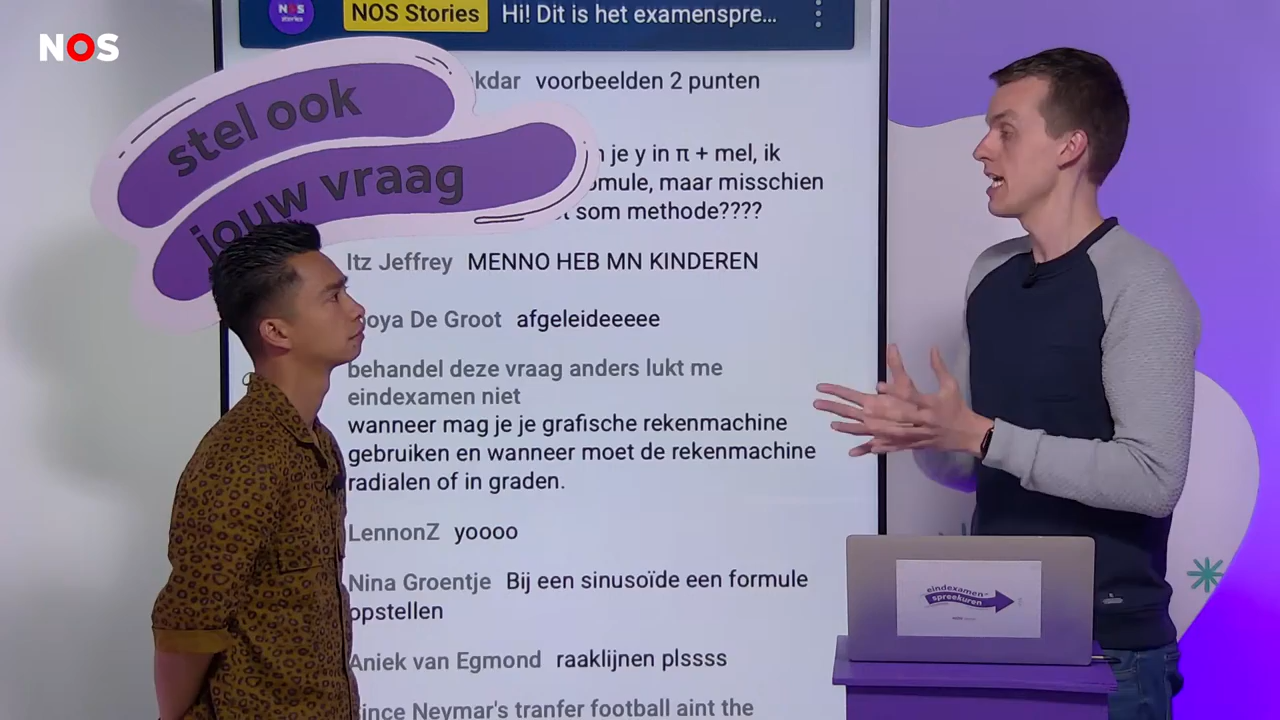 NOS
NOS stories
NOS Stories Hi! Dit is het examenspre...
stel ook
jouw vraag
kdar voorbeelden 2 punten
je y in π + mel, ik
mule, maar misschien
som methode????
Itz Jeffrey MENNO HEB MN KINDEREN
oya De Groot afgeleideeeee
behandel deze vraag anders lukt me
eindexamen niet
wanneer mag je je grafische rekenmachine
gebruiken en wanneer moet de rekenmachine
radialen of in graden.
LennonZ yoooo
Nina Groentje Bij een sinusoïde een formule
opstellen
Aniek van Egmond raaklijnen plssss
since Neymar's tranfer football aint the
eindexamen-
spreekuren